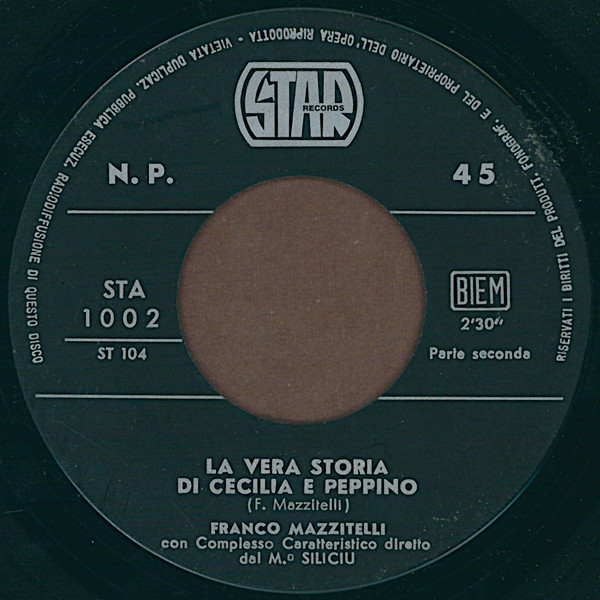 RISERVATI I DIRITTI DEL PRODUT. FONOGRAF. E DEL PROPRIETARIO DELL'OPERA RIPRODOTTA - VIETATA DUPLICAZ. PUBBLICA ESECUZ. RADIODIFFUSIONE DI QUESTO DISCO
STAR
RECORDS
N. P. 45
STA
1002
ST 104
BIEM
2'30"
Parte seconda
LA VERA STORIA
DI CECILIA E PEPPINO
(F. Mazzitelli)
FRANCO MAZZITELLI
con Complesso Caratteristico diretto
dal M.º SILICIU